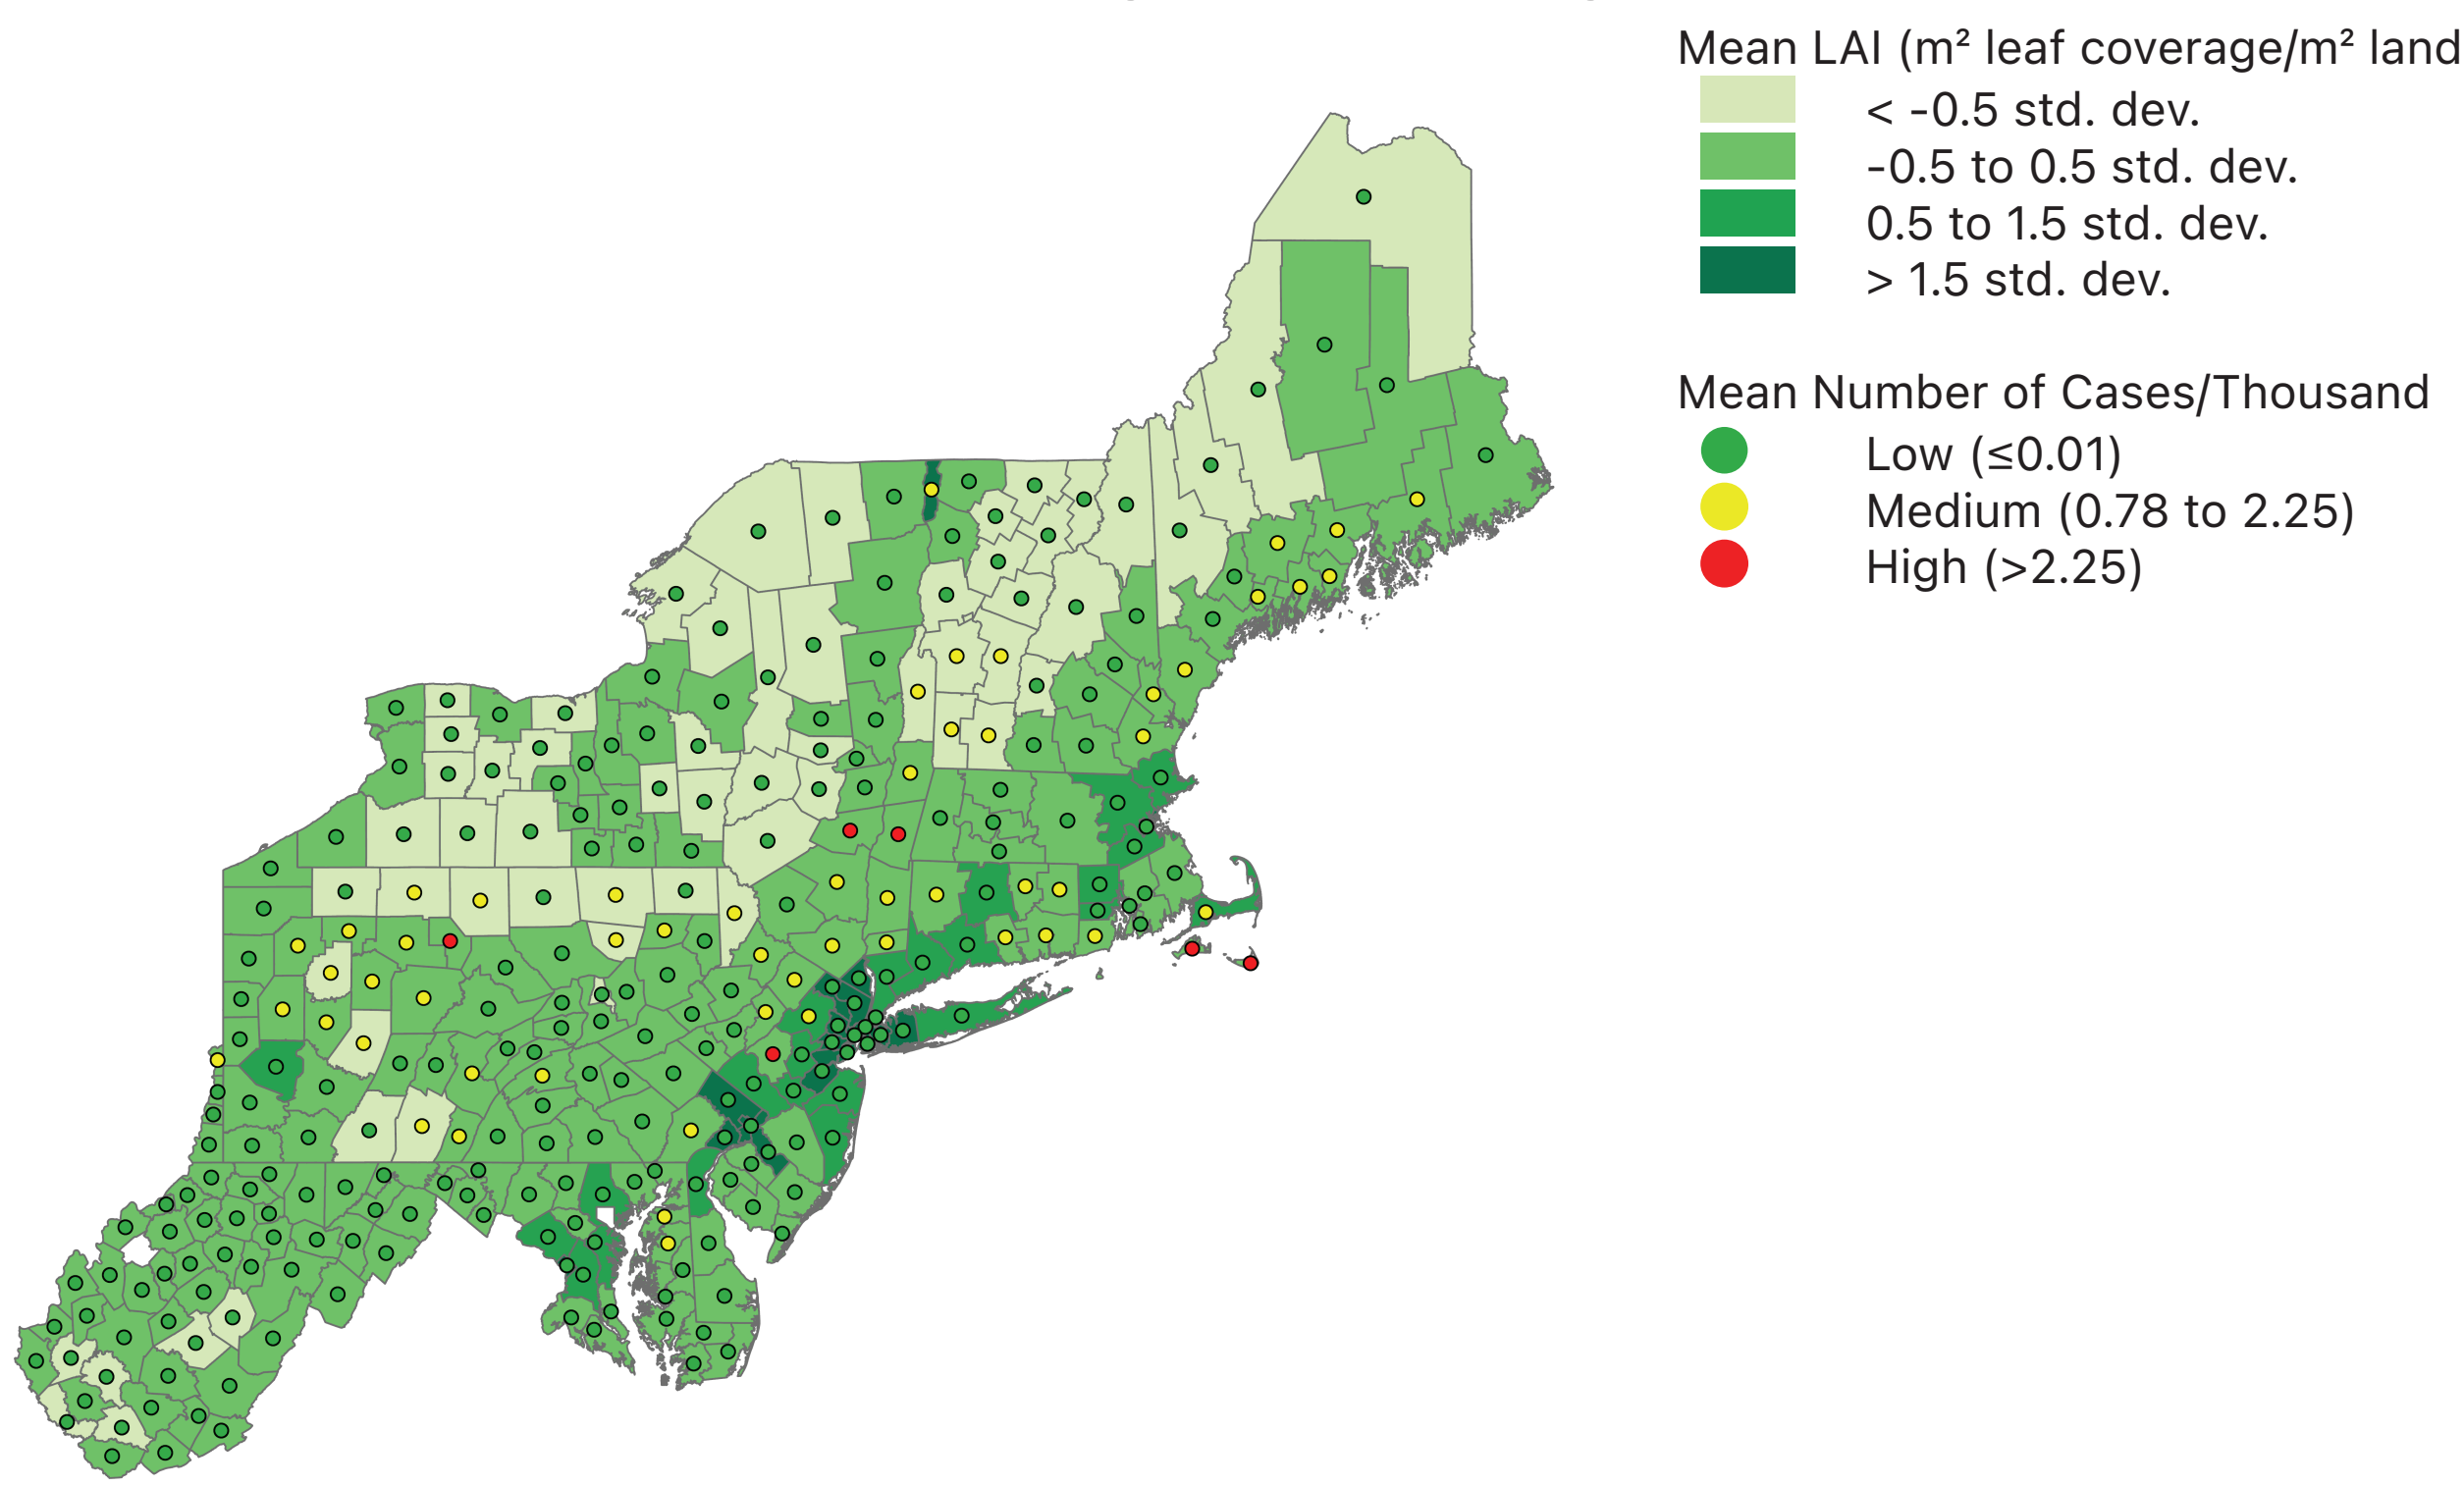 Mean LAI (m² leaf coverage/m² land
< -0.5 std. dev.
-0.5 to 0.5 std. dev.
0.5 to 1.5 std. dev.
> 1.5 std. dev.
Mean Number of Cases/Thousand
Low (≤0.01)
Medium (0.78 to 2.25)
High (>2.25)